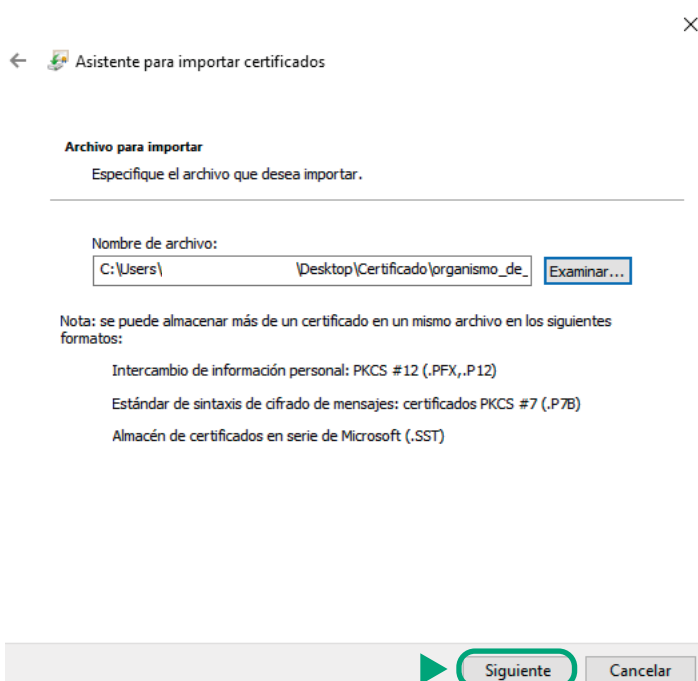 Asistente para importar certificados
Archivo para importar
Especifique el archivo que desea importar.
Nombre de archivo:
C:\Users\ \Desktop\Certificado\organismo_de_ Examinar...
Nota: se puede almacenar más de un certificado en un mismo archivo en los siguientes
formatos:
Intercambio de información personal: PKCS #12 (.PFX,.P12)
Estándar de sintaxis de cifrado de mensajes: certificados PKCS #7 (.P7B)
Almacén de certificados en serie de Microsoft (.SST)
Siguiente Cancelar